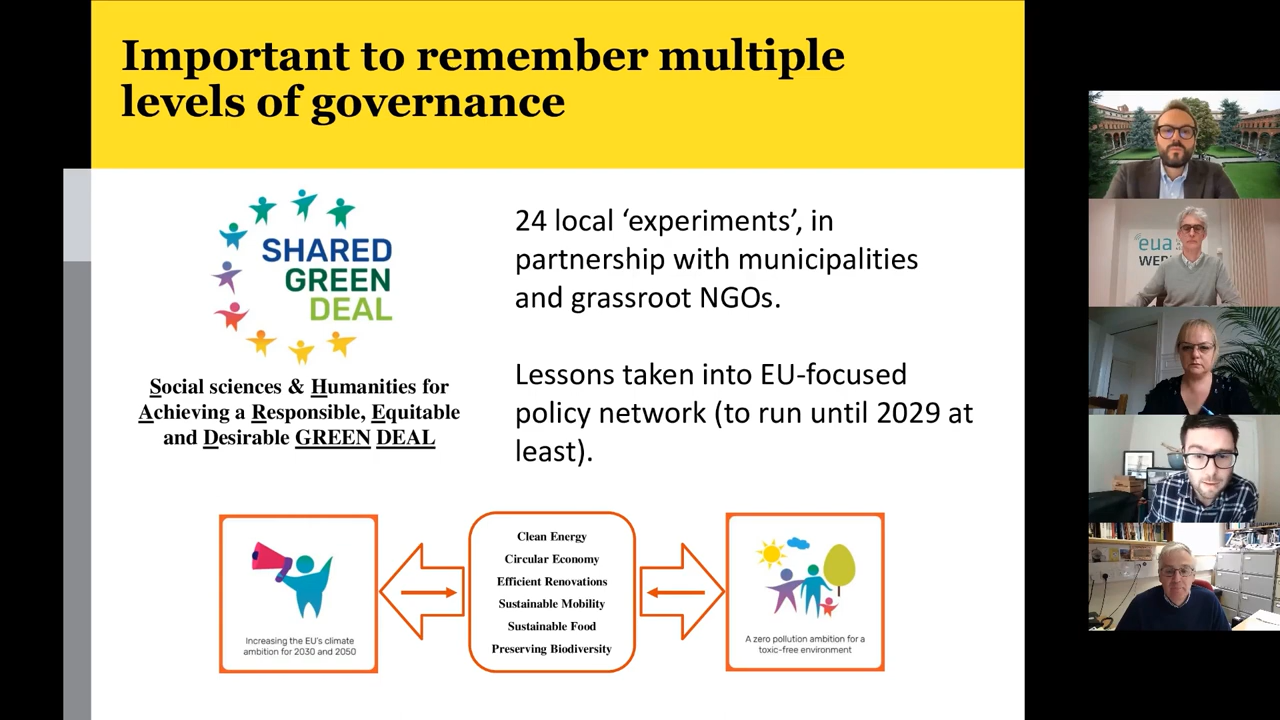 Important to remember multiple
levels of governance
SHARED
GREEN
DEAL
Social sciences & Humanities for
Achieving a Responsible, Equitable
and Desirable GREEN DEAL
24 local ‘experiments’, in
partnership with municipalities
and grassroot NGOs.
Lessons taken into EU-focused
policy network (to run until 2029 at
least).
Increasing the EU's climate
ambition for 2030 and 2050
Clean Energy
Circular Economy
Efficient Renovations
Sustainable Mobility
Sustainable Food
Preserving Biodiversity
A zero pollution ambition for a
toxic-free environment
eua